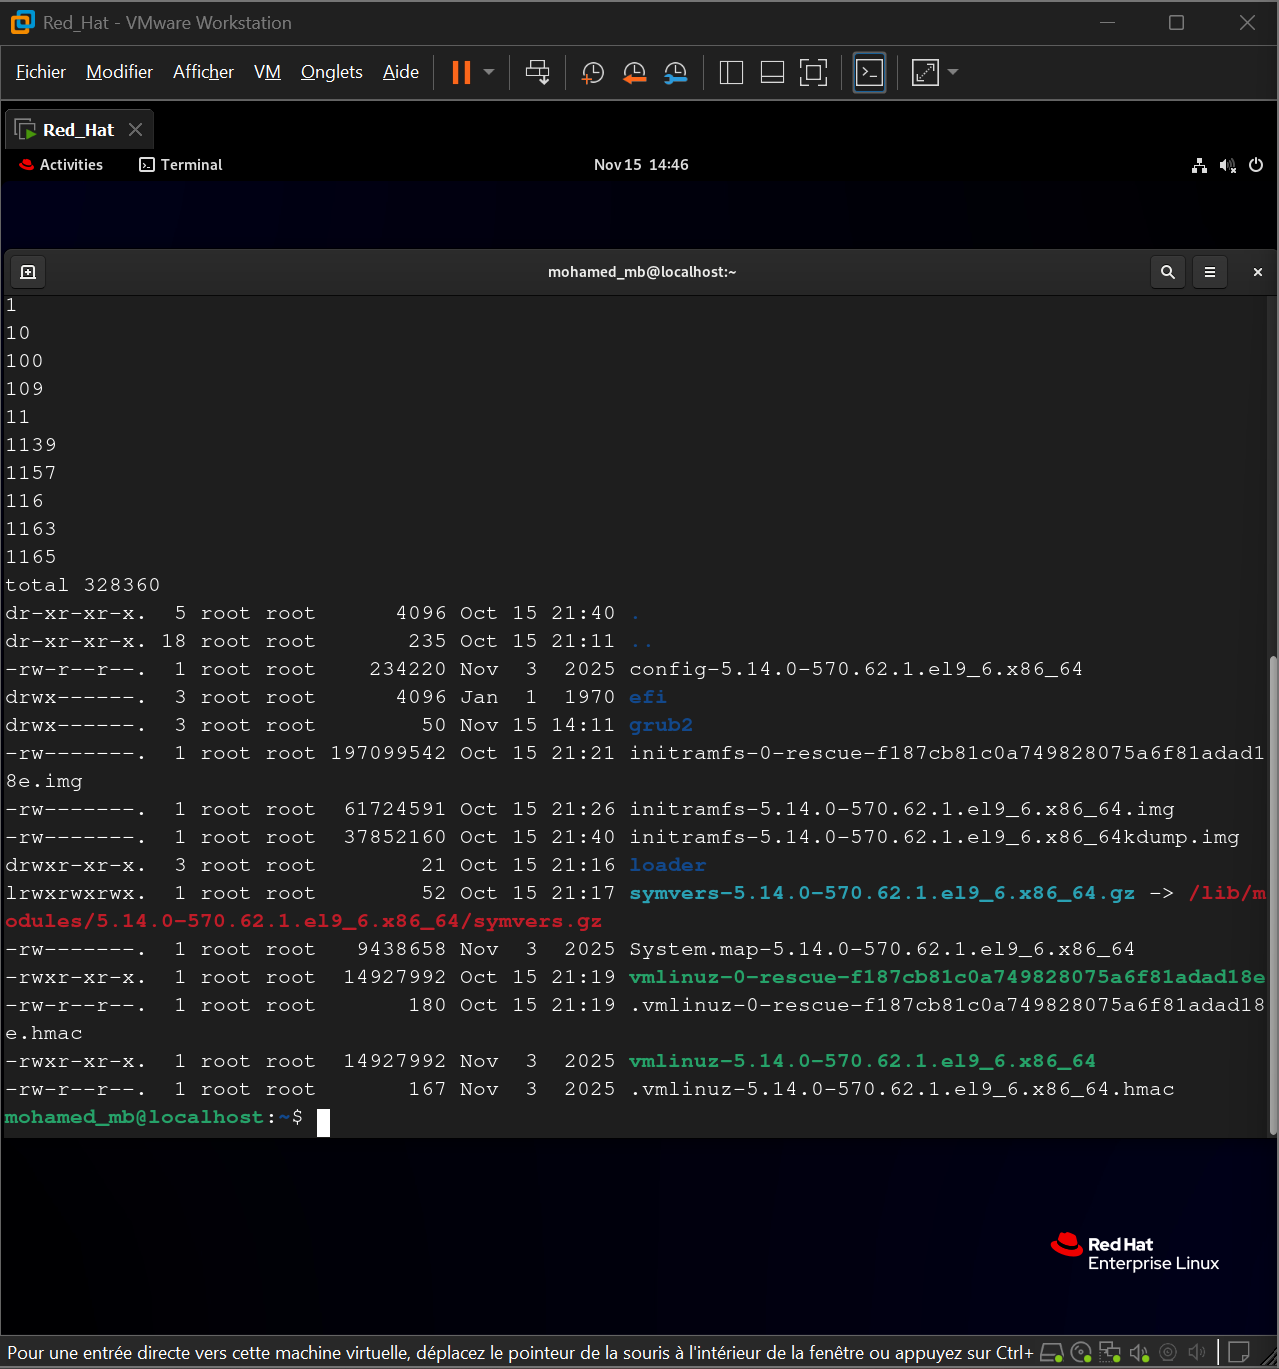 Red_Hat - VMware Workstation
Fichier Modifier Afficher VM Onglets Aide
Red_Hat
Activities Terminal Nov 15 14:46
mohamed_mb@localhost:~
1
10
100
109
11
1139
1157
116
1163
1165
total 328360
dr-xr-xr-x.  5 root root      4096 Oct 15 21:40 .
dr-xr-xr-x. 18 root root       235 Oct 15 21:11 ..
-rw-r--r--.  1 root root    234220 Nov  3  2025 config-5.14.0-570.62.1.el9_6.x86_64
drwx------.  3 root root      4096 Jan  1  1970 efi
drwx------.  3 root root        50 Nov 15 14:11 grub2
-rw-------.  1 root root 197099542 Oct 15 21:21 initramfs-0-rescue-f187cb81c0a749828075a6f81adad1
8e.img
-rw-------.  1 root root  61724591 Oct 15 21:26 initramfs-5.14.0-570.62.1.el9_6.x86_64.img
-rw-------.  1 root root  37852160 Oct 15 21:40 initramfs-5.14.0-570.62.1.el9_6.x86_64kdump.img
drwxr-xr-x.  3 root root        21 Oct 15 21:16 loader
lrwxrwxrwx.  1 root root        52 Oct 15 21:17 symvers-5.14.0-570.62.1.el9_6.x86_64.gz -> /lib/m
odules/5.14.0-570.62.1.el9_6.x86_64/symvers.gz
-rw-------.  1 root root   9438658 Nov  3  2025 System.map-5.14.0-570.62.1.el9_6.x86_64
-rwxr-xr-x.  1 root root  14927992 Oct 15 21:19 vmlinuz-0-rescue-f187cb81c0a749828075a6f81adad18e
-rw-r--r--.  1 root root       180 Oct 15 21:19 .vmlinuz-0-rescue-f187cb81c0a749828075a6f81adad18
e.hmac
-rwxr-xr-x.  1 root root  14927992 Nov  3  2025 vmlinuz-5.14.0-570.62.1.el9_6.x86_64
-rw-r--r--.  1 root root       167 Nov  3  2025 .vmlinuz-5.14.0-570.62.1.el9_6.x86_64.hmac
mohamed_mb@localhost:~$
Red Hat
Enterprise Linux
Pour une entrée directe vers cette machine virtuelle, déplacez le pointeur de la souris à l'intérieur de la fenêtre ou appuyez sur Ctrl+